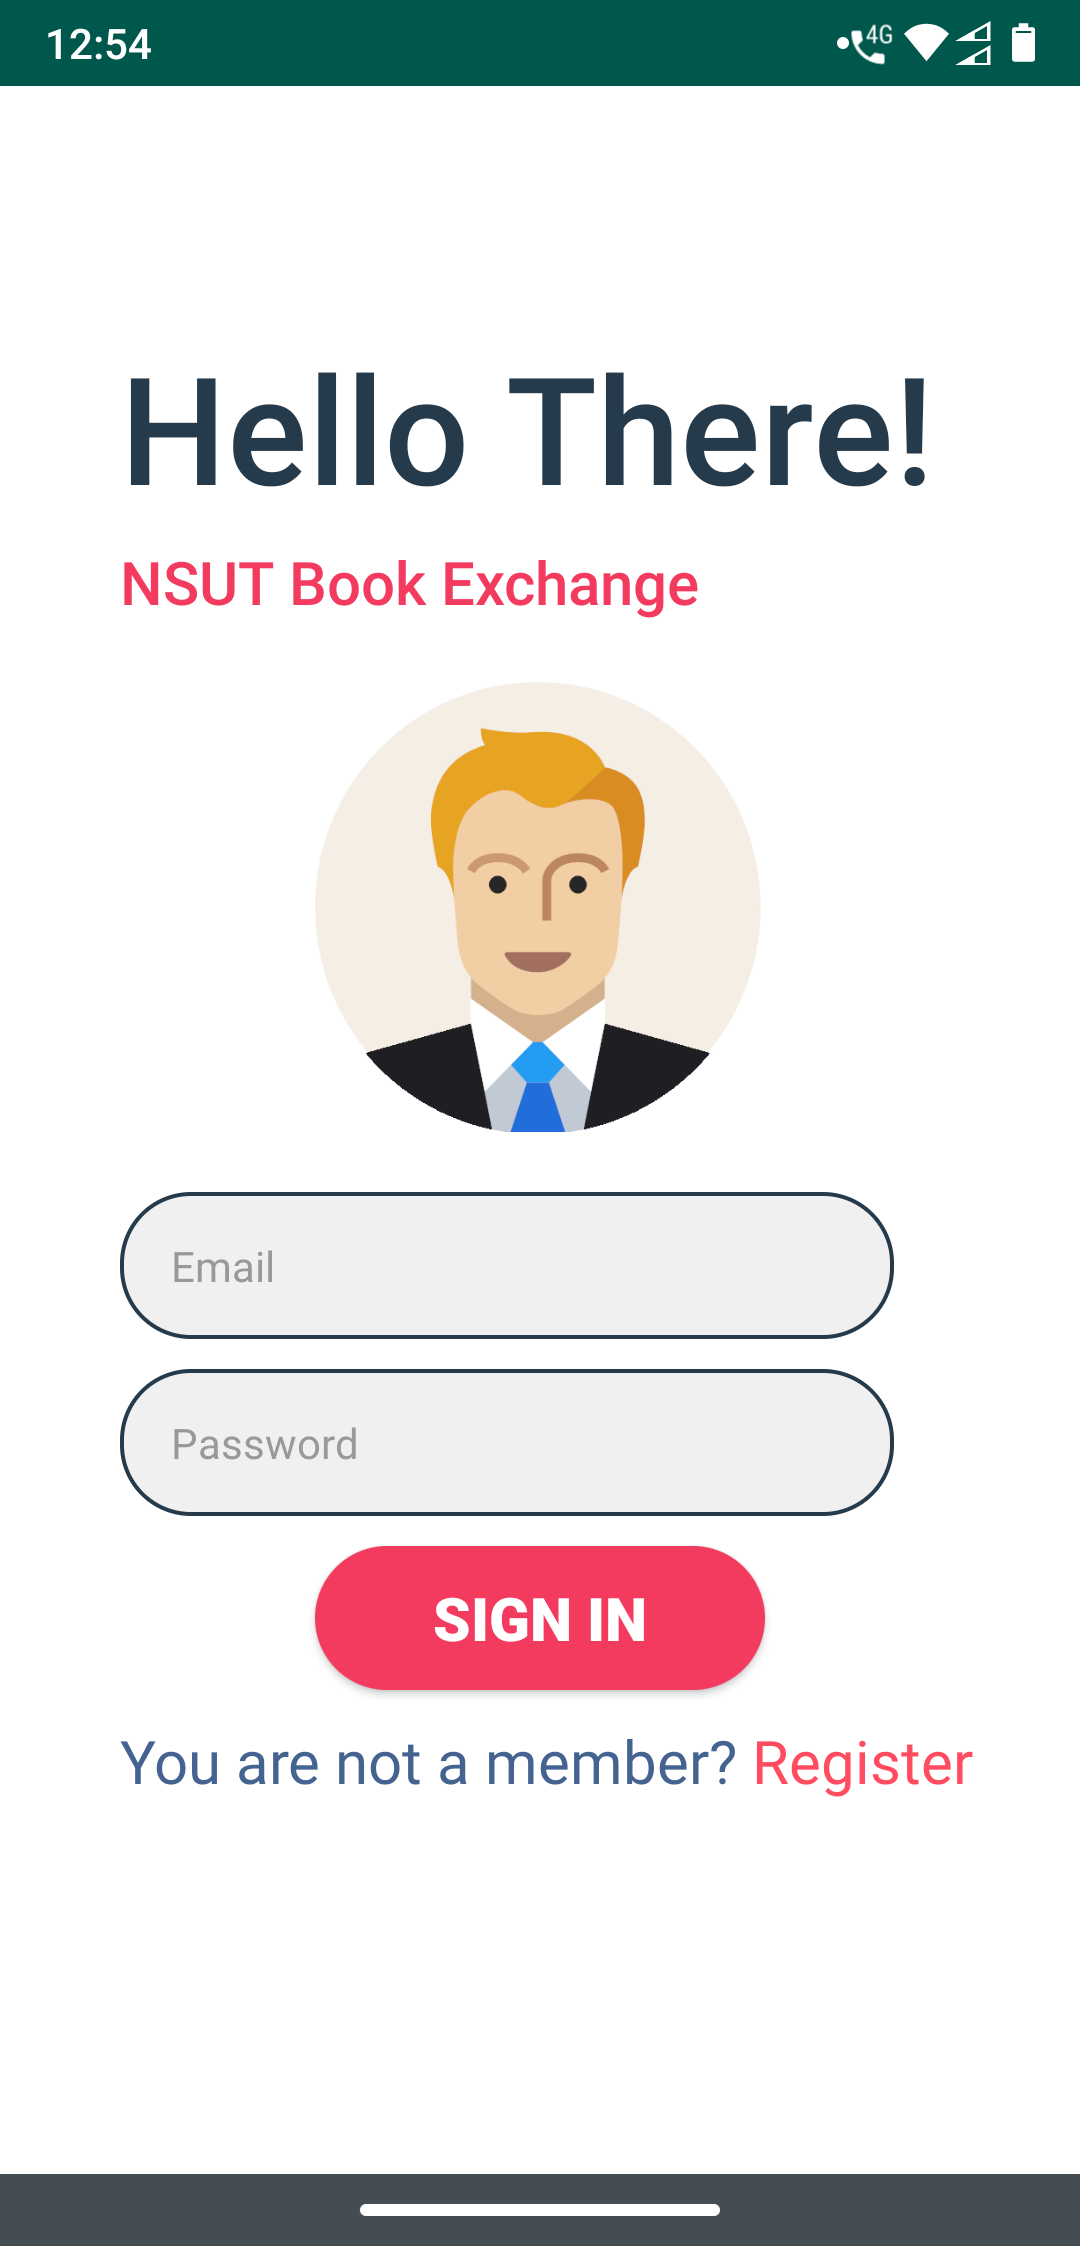 12:54
4G
Hello There!
NSUT Book Exchange
Email
Password
SIGN IN
You are not a member? Register